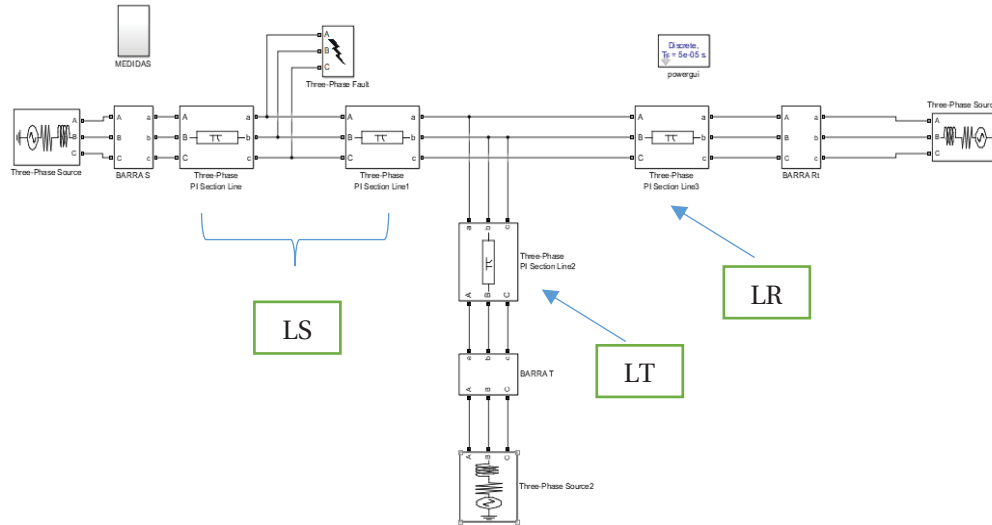 MEDIDAS
A
B
C
Three-Phase Fault
Discrete,
Ts = 5e-05 s.
powergui
A
B
C
Three-Phase Source
A a
B b
C c
BARRA S
A a
B b
C c
Three-Phase
PI Section Line
A a
B b
C c
Three-Phase
PI Section Line1
A a
B b
C c
Three-Phase
PI Section Line3
A a
B b
C c
BARRA Rt
Three-Phase Sourc
A
B
C
LS
a b c
Three-Phase
PI Section Line2
A B C
LR
LT
a b c
BARRA T
A B C
A B C
Three-Phase Source2